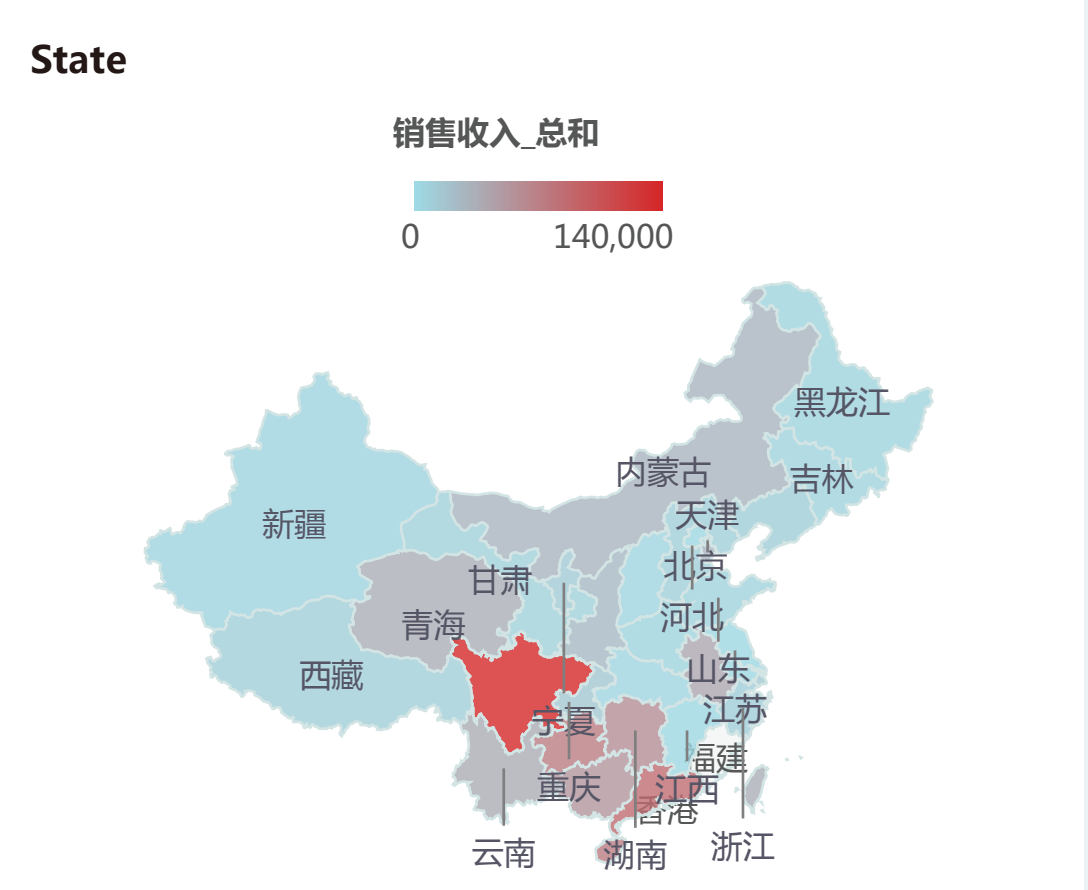 State
销售收入_总和
0
140,000
黑龙江
内蒙古
吉林
天津
新疆
北京
甘肃
河北
青海
山东
西藏
江苏
宁夏
福建
重庆
江西
香港
云南
湖南
浙江